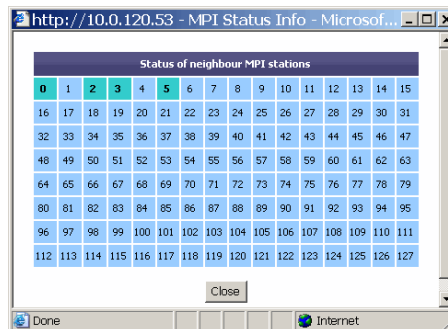 http://10.0.120.53 - MPI Status Info - Microsof...
Status of neighbour MPI stations
0 1 2 3 4 5 6 7 8 9 10 11 12 13 14 15
16 17 18 19 20 21 22 23 24 25 26 27 28 29 30 31
32 33 34 35 36 37 38 39 40 41 42 43 44 45 46 47
48 49 50 51 52 53 54 55 56 57 58 59 60 61 62 63
64 65 66 67 68 69 70 71 72 73 74 75 76 77 78 79
80 81 82 83 84 85 86 87 88 89 90 91 92 93 94 95
96 97 98 99 100 101 102 103 104 105 106 107 108 109 110 111
112 113 114 115 116 117 118 119 120 121 122 123 124 125 126 127
Close
Done Internet